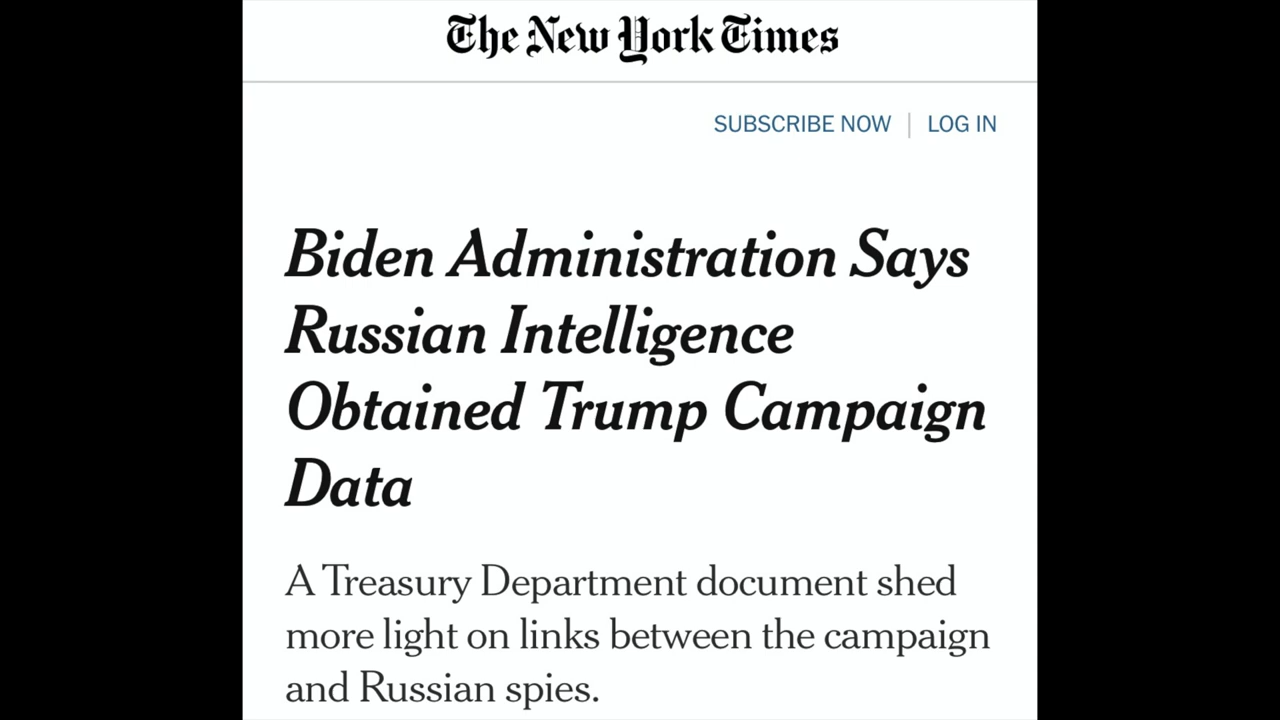 The New York Times
SUBSCRIBE NOW | LOG IN
Biden Administration Says
Russian Intelligence
Obtained Trump Campaign
Data
A Treasury Department document shed
more light on links between the campaign
and Russian spies.